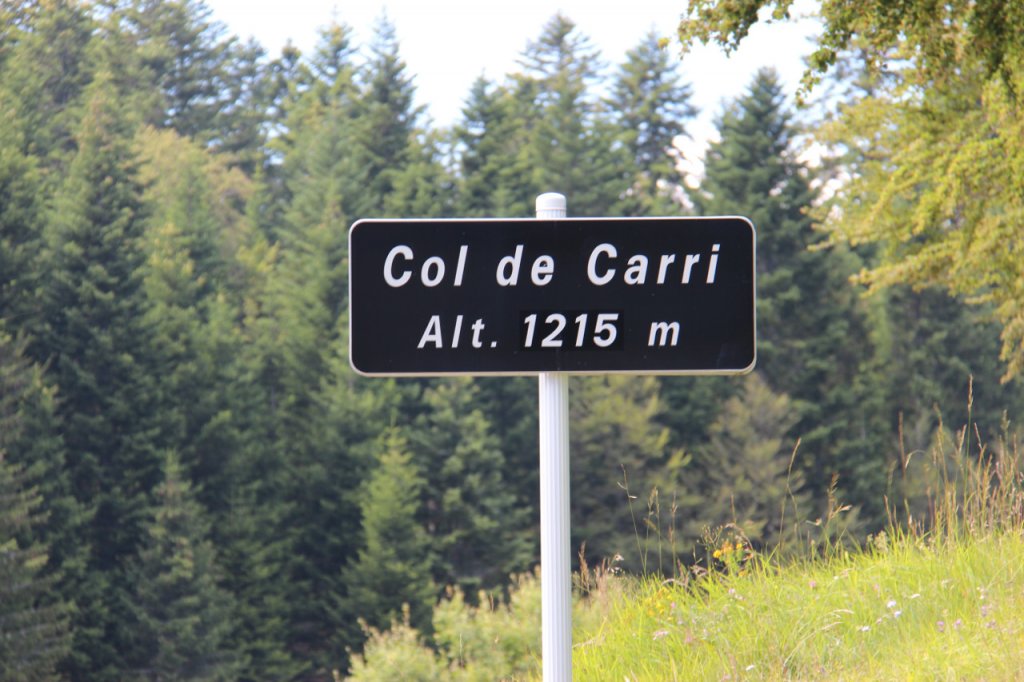 Col de Carri
Alt. 1215 m